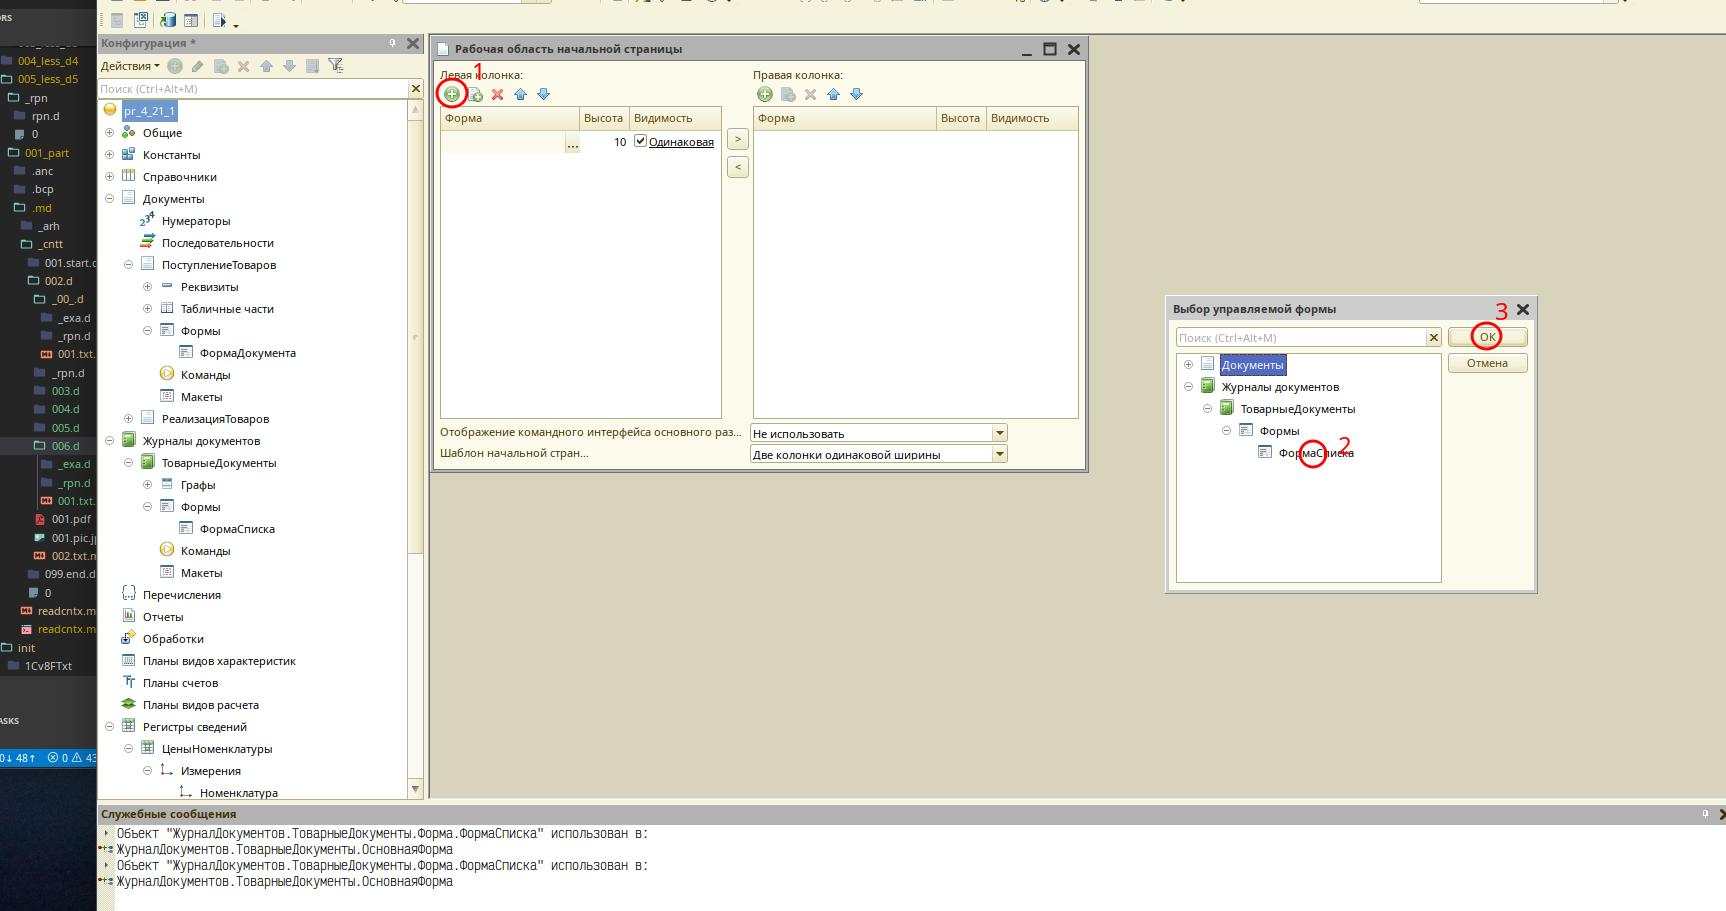 ORS
004_less_d4
005_less_d5
_rpn
rpn.d
0
001_part
.anc
.bcp
.md
_arh
_cntt
001.start.d
002.d
_00_.d
_exa.d
_rpn.d
001.txt.
_rpn.d
003.d
004.d
005.d
006.d
_exa.d
_rpn.d
001.txt.
001.pdf
001.pic.j
002.txt.m
099.end.d
0
readcntx.m
readcntx.m
init
1Cv8FTxt
ASKS
0↓ 48↑ 0 43
Конфигурация *
Действия
Поиск (Ctrl+Alt+M)
pr_4_21_1
Общие
Константы
Справочники
Документы
Нумераторы
Последовательности
ПоступлениеТоваров
Реквизиты
Табличные части
Формы
ФормаДокумента
Команды
Макеты
РеализацияТоваров
Журналы документов
ТоварныеДокументы
Графы
Формы
ФормаСписка
Команды
Макеты
Перечисления
Отчеты
Обработки
Планы видов характеристик
Планы счетов
Планы видов расчета
Регистры сведений
ЦеныНоменклатуры
Измерения
Номенклатура
Рабочая область начальной страницы
Левая колонка:
1
Форма Высота Видимость
... 10 Одинаковая
>
<
Правая колонка:
Форма Высота Видимость
Отображение командного интерфейса основного раз... Не использовать
Шаблон начальной стран... Две колонки одинаковой ширины
Выбор управляемой формы
3
Поиск (Ctrl+Alt+M)
OK
Отмена
Документы
Журналы документов
ТоварныеДокументы
Формы
ФормаСписка
2
Служебные сообщения
Объект "ЖурналДокументов.ТоварныеДокументы.Форма.ФормаСписка" использован в:
ЖурналДокументов.ТоварныеДокументы.ОсновнаяФорма
Объект "ЖурналДокументов.ТоварныеДокументы.Форма.ФормаСписка" использован в:
ЖурналДокументов.ТоварныеДокументы.ОсновнаяФорма